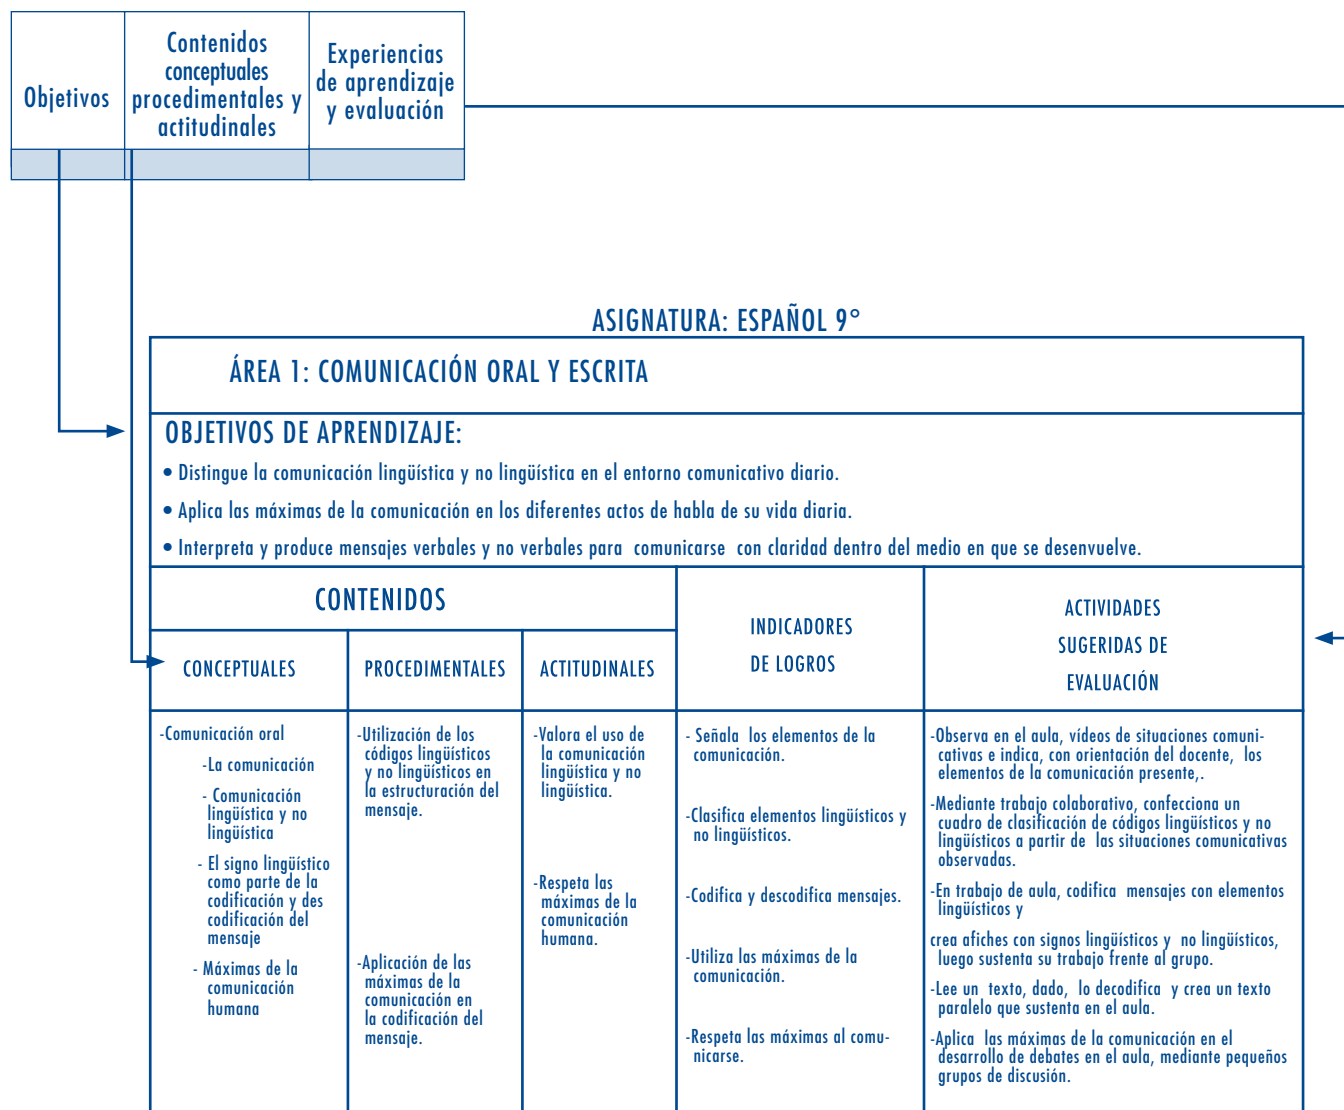 Objetivos
Contenidos
conceptuales
procedimentales y
actitudinales
Experiencias
de aprendizaje
y evaluación
ASIGNATURA: ESPAÑOL 9°
ÁREA 1: COMUNICACIÓN ORAL Y ESCRITA
OBJETIVOS DE APRENDIZAJE:
• Distingue la comunicación lingüística y no lingüística en el entorno comunicativo diario.
• Aplica las máximas de la comunicación en los diferentes actos de habla de su vida diaria.
• Interpreta y produce mensajes verbales y no verbales para comunicarse con claridad dentro del medio en que se desenvuelve.
CONTENIDOS
CONCEPTUALES
PROCEDIMENTALES
ACTITUDINALES
INDICADORES
DE LOGROS
ACTIVIDADES
SUGERIDAS DE
EVALUACIÓN
-Comunicación oral
-La comunicación
- Comunicación
lingüística y no
lingüística
- El signo lingüístico
como parte de la
codificación y des
codificación del
mensaje
- Máximas de la
comunicación
humana
-Utilización de los
códigos lingüísticos
y no lingüísticos en
la estructuración del
mensaje.
-Aplicación de las
máximas de la
comunicación en
la codificación del
mensaje.
-Valora el uso de
la comunicación
lingüística y no
lingüística.
-Respeta las
máximas de la
comunicación
humana.
- Señala los elementos de la
comunicación.
-Clasifica elementos lingüísticos y
no lingüísticos.
-Codifica y descodifica mensajes.
-Utiliza las máximas de la
comunicación.
-Respeta las máximas al comu-
nicarse.
-Observa en el aula, vídeos de situaciones comuni-
cativas e indica, con orientación del docente, los
elementos de la comunicación presente,.
-Mediante trabajo colaborativo, confecciona un
cuadro de clasificación de códigos lingüísticos y no
lingüísticos a partir de las situaciones comunicativas
observadas.
-En trabajo de aula, codifica mensajes con elementos
lingüísticos y
crea afiches con signos lingüísticos y no lingüísticos,
luego sustenta su trabajo frente al grupo.
-Lee un texto, dado, lo decodifica y crea un texto
paralelo que sustenta en el aula.
-Aplica las máximas de la comunicación en el
desarrollo de debates en el aula, mediante pequeños
grupos de discusión.